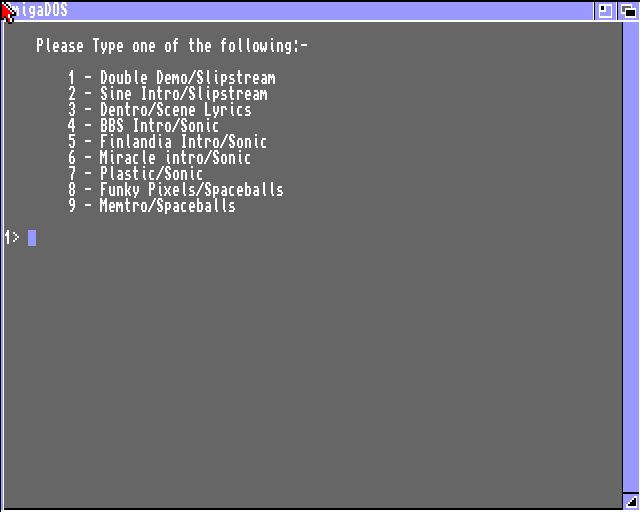 AmigaDOS
Please Type one of the following:-
1 - Double Demo/Slipstream
2 - Sine Intro/Slipstream
3 - Dentro/Scene Lyrics
4 - BBS Intro/Sonic
5 - Finlandia Intro/Sonic
6 - Miracle intro/Sonic
7 - Plastic/Sonic
8 - Funky Pixels/Spaceballs
9 - Memtro/Spaceballs
1>